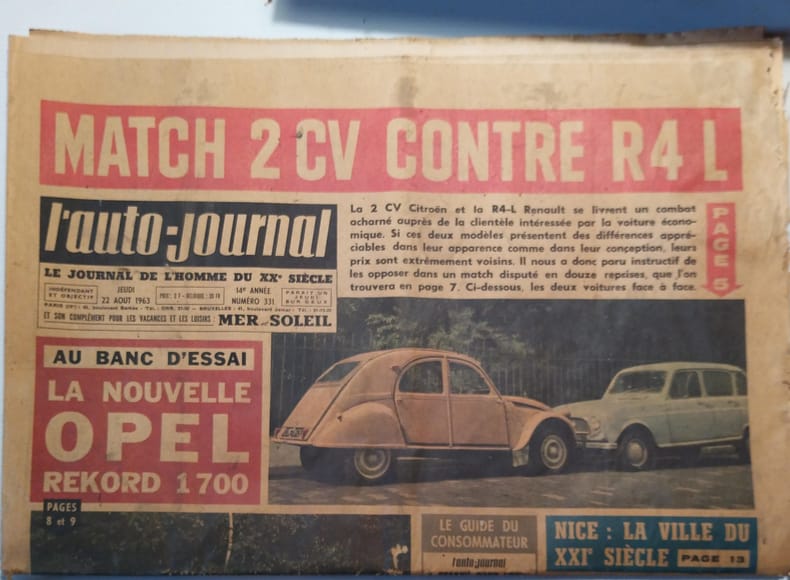 MATCH 2 CV CONTRE R4 L
l'auto-journal
LE JOURNAL DE L'HOMME DU XXe SIÈCLE
INDÉPENDANT
ET OBJECTIF
JEUDI
22 AOUT 1963
14e ANNÉE
NUMÉRO 331
PARAIT UN
JEUDI
SUR DEUX
ET SON COMPLÉMENT POUR LES VACANCES ET LES LOISIRS : MER et SOLEIL
La 2 CV Citroën et la R4-L Renault se livrent un combat
acharné auprès de la clientèle intéressée par la voiture écono-
mique. Si ces deux modèles présentent des différences appré-
ciables dans leur apparence comme dans leur conception, leurs
prix sont extrêmement voisins. Il nous a donc paru instructif de
les opposer dans un match disputé en douze reprises, que l'on
trouvera en page 7. Ci-dessous, les deux voitures face à face.
PAGE 5
AU BANC D'ESSAI
LA NOUVELLE
OPEL
REKORD 1700
PAGES
8 et 9
LE GUIDE DU
CONSOMMATEUR
l'auto-journal
NICE : LA VILLE DU
XXIe SIÈCLE PAGE 13